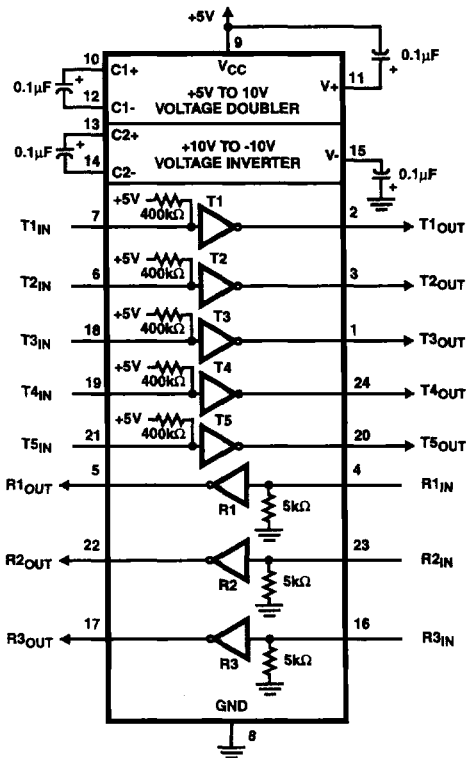 +5V
9
10
C1+
VCC
0.1µF
+
0.1µF
+
12
C1-
+5V TO 10V
VOLTAGE DOUBLER
V+
11
13
C2+
0.1µF
+
14
C2-
+10V TO -10V
VOLTAGE INVERTER
V-
15
0.1µF
+
+5V
400kΩ
T1
T1IN
7
2
T1OUT
+5V
400kΩ
T2
T2IN
6
3
T2OUT
+5V
400kΩ
T3
T3IN
18
1
T3OUT
+5V
400kΩ
T4
T4IN
19
24
T4OUT
+5V
400kΩ
T5
T5IN
21
20
T5OUT
R1OUT
5
4
R1IN
R1
5kΩ
R2OUT
22
23
R2IN
R2
5kΩ
R3OUT
17
16
R3IN
R3
5kΩ
GND
8